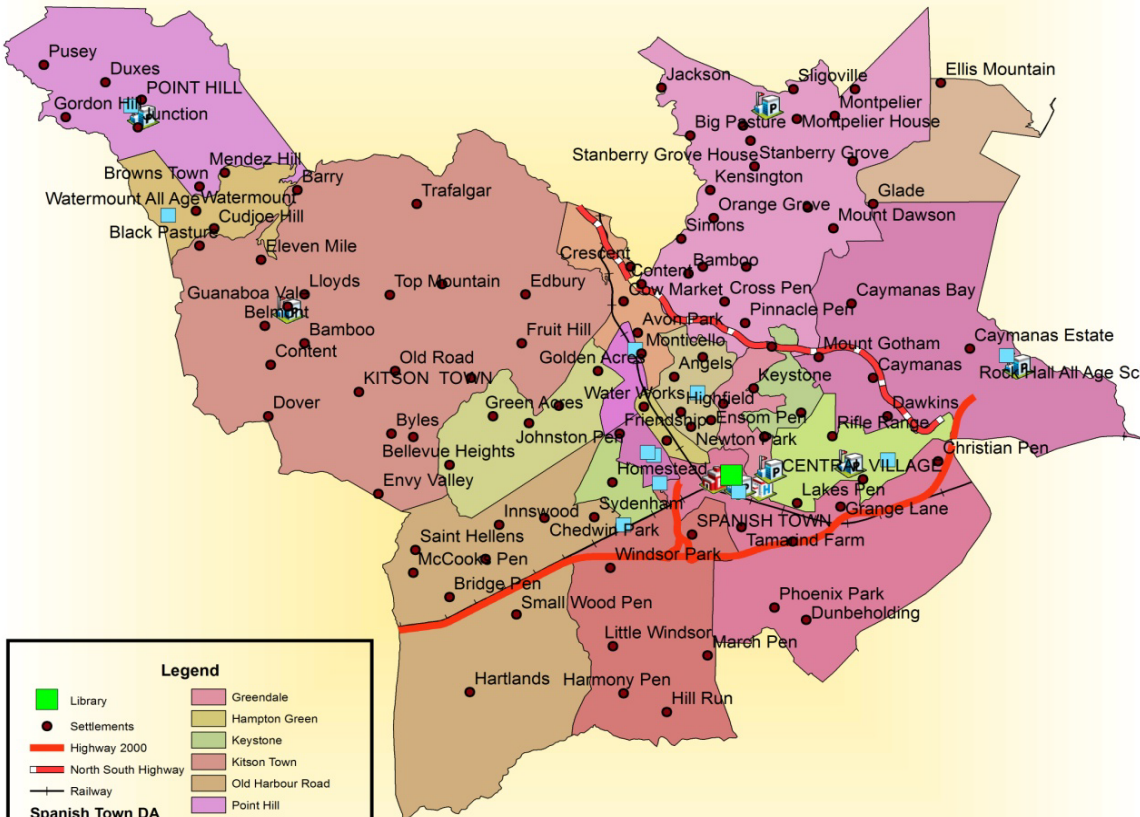 Pusey
Duxes
POINT HILL
Gordon Hill
Junction
Mendez Hill
Browns Town
Barry
Watermount All Age
Watermount
Cudjoe Hill
Black Pasture
Eleven Mile
Trafalgar
Lloyds
Top Mountain
Edbury
Guanaboa Vale
Belmont
Bamboo
Content
Fruit Hill
Old Road
KITSON TOWN
Golden Acres
Dover
Byles
Green Acres
Bellevue Heights
Johnston Pen
Envy Valley
Jackson
Sligoville
Ellis Mountain
Montpelier
Big Pasture
Montpelier House
Stanberry Grove House
Stanberry Grove
Kensington
Orange Grove
Glade
Mount Dawson
Simons
Crescent
Content
Bamboo
Cow Market
Cross Pen
Caymanas Bay
Pinnacle Pen
Avon Park
Monticello
Mount Gotham
Caymanas Estate
Angels
Caymanas
Rock Hall All Age Sc
Keystone
Water Works
Highfield
Dawkins
Friendship
Ensom Pen
Rifle Range
Newton Park
Christian Pen
Homestead
CENTRALVILLAGE
Lakes Pen
Grange Lane
Innswood
Sydenham
Chedwin Park
SPANISH TOWN
Tamarind Farm
Saint Hellens
McCooks Pen
Windsor Park
Bridge Pen
Small Wood Pen
Phoenix Park
Dunbeholding
Little Windsor
March Pen
Hartlands
Harmony Pen
Hill Run
Legend
Library
Settlements
Highway 2000
North South Highway
Railway
Spanish Town DA
Greendale
Hampton Green
Keystone
Kitson Town
Old Harbour Road
Point Hill